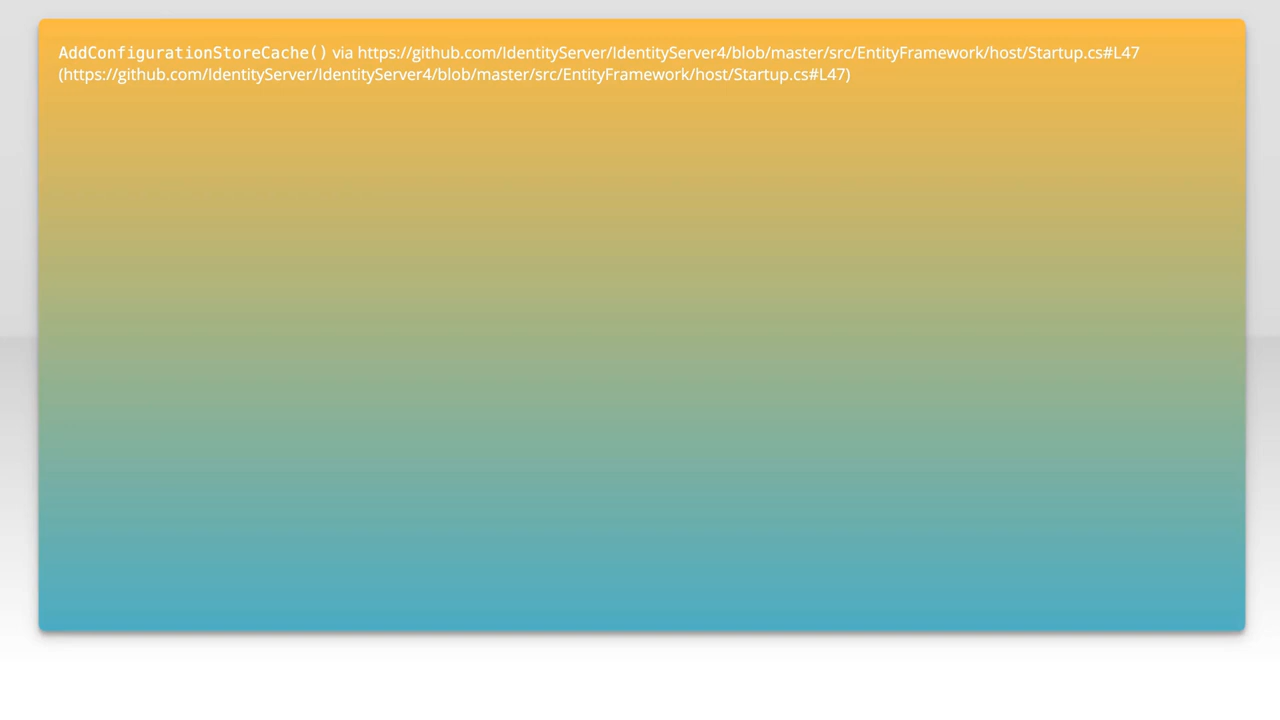 AddConfigurationStoreCache() via https://github.com/IdentityServer/IdentityServer4/blob/master/src/EntityFramework/host/Startup.cs#L47
(https://github.com/IdentityServer/IdentityServer4/blob/master/src/EntityFramework/host/Startup.cs#L47)